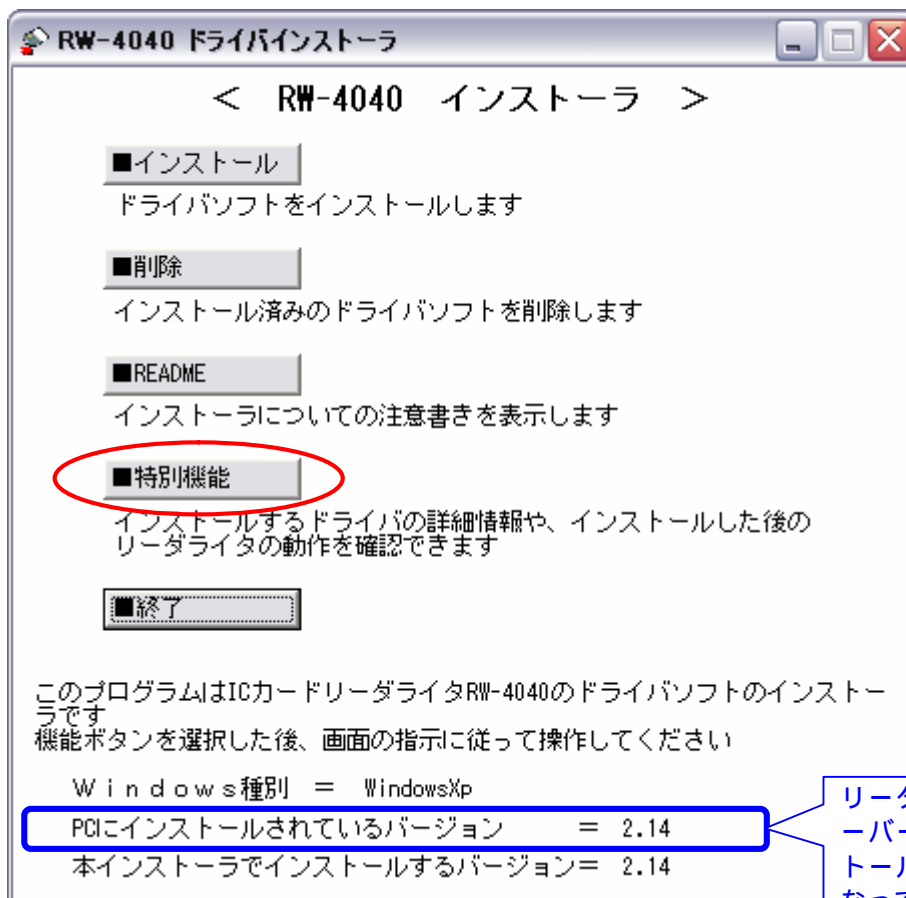 RW-4040 ドライバインストーラ
＜　RW-4040　インストーラ　＞
■インストール
ドライバソフトをインストールします
■削除
インストール済みのドライバソフトを削除します
■README
インストーラについての注意書きを表示します
■特別機能
インストールするドライバの詳細情報や、インストールした後の
リーダライタの動作を確認できます
■終了
このプログラムはICカードリーダライタRW-4040のドライバソフトのインストー
ラです
機能ボタンを選択した後、画面の指示に従って操作してください
Ｗｉｎｄｏｗｓ種別　＝　WindowsXp
PCにインストールされているバージョン　　＝ 2.14
本インストーラでインストールするバージョン＝ 2.14
リーダ
ーバー
トール
なって